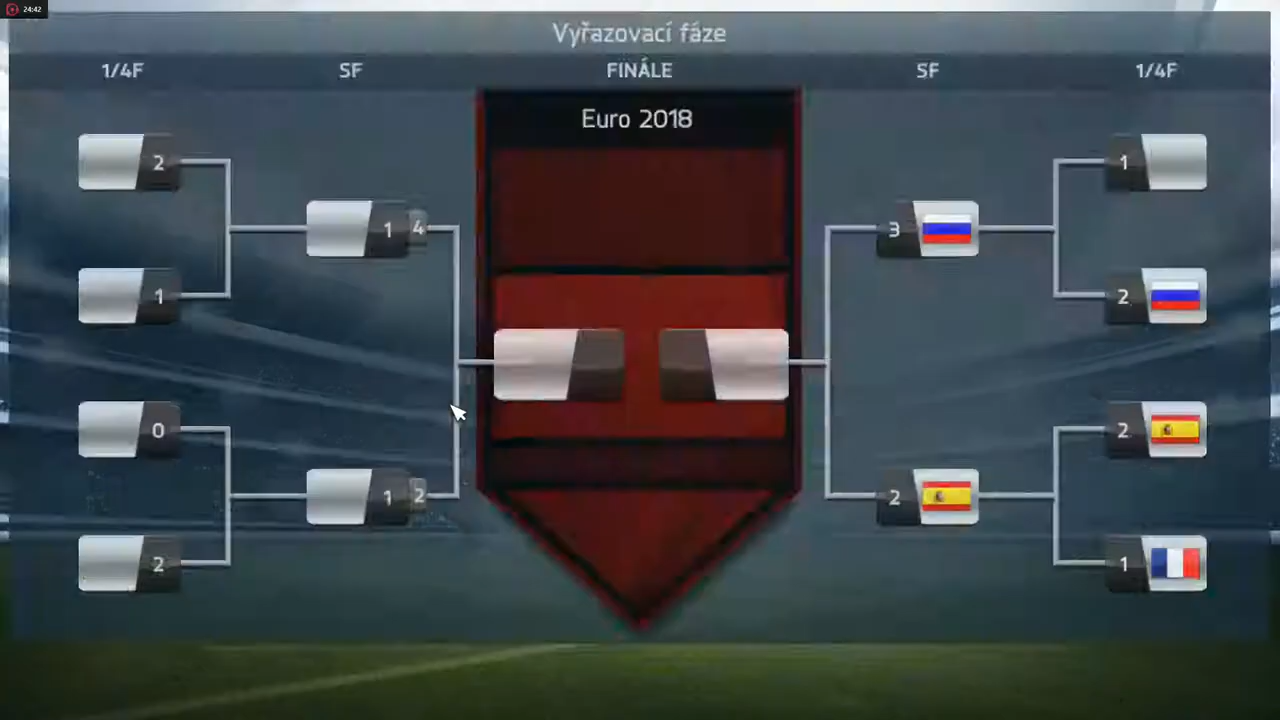 24:42
Vyřazovací fáze
1/4F SF FINÁLE SF 1/4F
Euro 2018
2 1
1 4 3
1 2
0 2
1 2 2
2 1